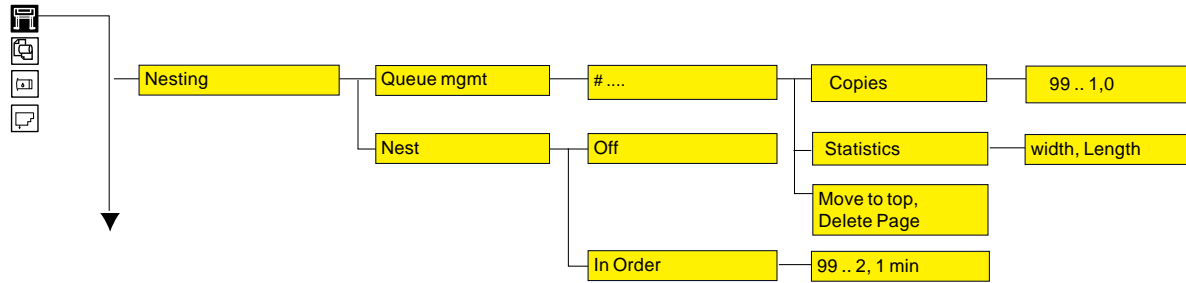 Nesting
Queue mgmt
# ....
Copies
99 .. 1,0
Nest
Off
Statistics
width, Length
Move to top,
Delete Page
In Order
99 .. 2, 1 min